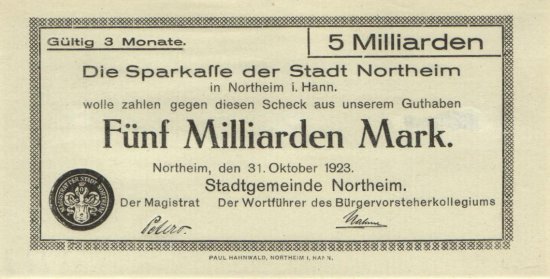 Gültig 3 Monate.
5 Milliarden
Die Sparkaſſe der Stadt Northeim
in Northeim i. Hann.
wolle zahlen gegen diesen Scheck aus unserem Guthaben
Fünf Milliarden Mark.
Northeim, den 31. Oktober 1923.
Stadtgemeinde Northeim.
Der Magistrat Der Wortführer des Bürgervorsteherkollegiums
PAUL HAHNWALD, NORTHEIM I. HANN.